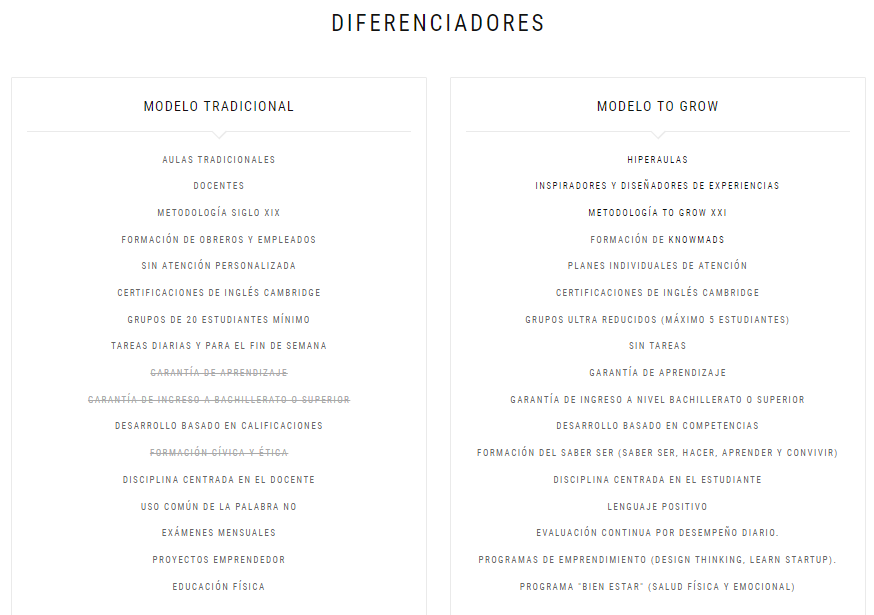 DIFERENCIADORES
MODELO TRADICIONAL
AULAS TRADICIONALES
DOCENTES
METODOLOGÍA SIGLO XIX
FORMACIÓN DE OBREROS Y EMPLEADOS
SIN ATENCIÓN PERSONALIZADA
CERTIFICACIONES DE INGLÉS CAMBRIDGE
GRUPOS DE 20 ESTUDIANTES MÍNIMO
TAREAS DIARIAS Y PARA EL FIN DE SEMANA
GARANTÍA DE APRENDIZAJE
GARANTÍA DE INGRESO A BACHILLERATO O SUPERIOR
DESARROLLO BASADO EN CALIFICACIONES
FORMACIÓN CÍVICA Y ÉTICA
DISCIPLINA CENTRADA EN EL DOCENTE
USO COMÚN DE LA PALABRA NO
EXÁMENES MENSUALES
PROYECTOS EMPRENDEDOR
EDUCACIÓN FÍSICA
MODELO TO GROW
HIPERAULAS
INSPIRADORES Y DISEÑADORES DE EXPERIENCIAS
METODOLOGÍA TO GROW XXI
FORMACIÓN DE KNOWMADS
PLANES INDIVIDUALES DE ATENCIÓN
CERTIFICACIONES DE INGLÉS CAMBRIDGE
GRUPOS ULTRA REDUCIDOS (MÁXIMO 5 ESTUDIANTES)
SIN TAREAS
GARANTÍA DE APRENDIZAJE
GARANTÍA DE INGRESO A NIVEL BACHILLERATO O SUPERIOR
DESARROLLO BASADO EN COMPETENCIAS
FORMACIÓN DEL SABER SER (SABER SER, HACER, APRENDER Y CONVIVIR)
DISCIPLINA CENTRADA EN EL ESTUDIANTE
LENGUAJE POSITIVO
EVALUACIÓN CONTINUA POR DESEMPEÑO DIARIO.
PROGRAMAS DE EMPRENDIMIENTO (DESIGN THINKING, LEARN STARTUP).
PROGRAMA "BIEN ESTAR" (SALUD FÍSICA Y EMOCIONAL)